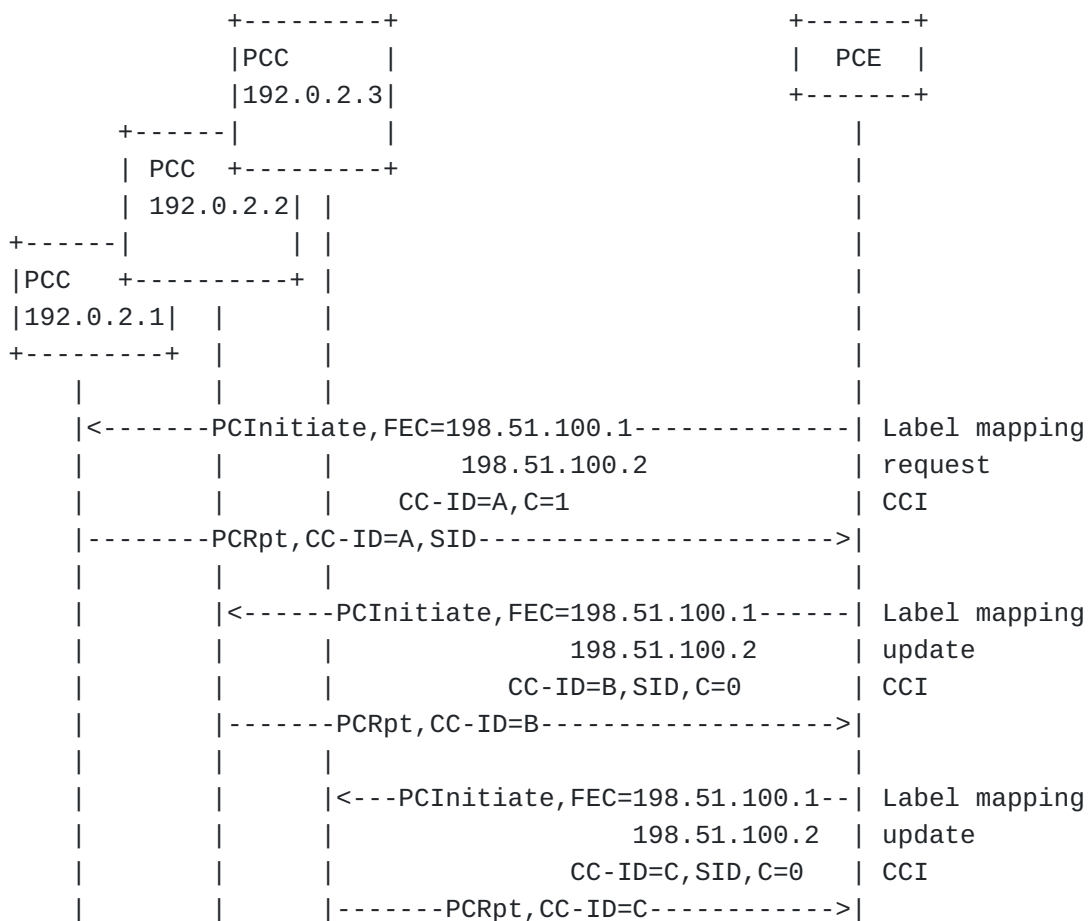 PCC PCE
192.0.2.3
PCC
192.0.2.2
PCC
192.0.2.1
<-------PCInitiate,FEC=198.51.100.1--------------| Label mapping
198.51.100.2 | request
CC-ID=A,C=1 | CCI
|--------PCRpt,CC-ID=A,SID----------------------->|
|<------PCInitiate,FEC=198.51.100.1------| Label mapping
198.51.100.2 | update
CC-ID=B,SID,C=0 | CCI
|-------PCRpt,CC-ID=B------------------->|
|<---PCInitiate,FEC=198.51.100.1--| Label mapping
198.51.100.2 | update
CC-ID=C,SID,C=0 | CCI
|-------PCRpt,CC-ID=C------------>|